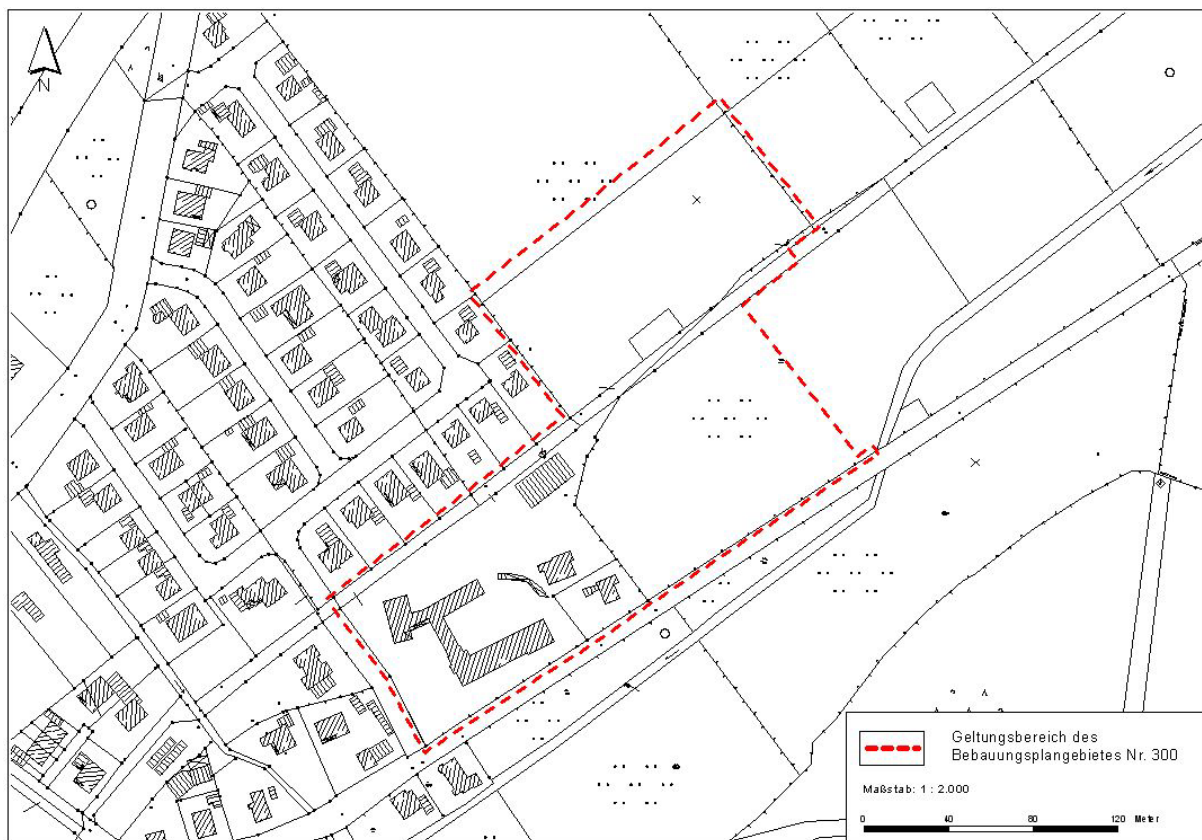 N
Geltungsbereich des
Bebauungsplangebietes Nr. 300
Maßstab: 1 : 2.000
0 40 80 120 Meter